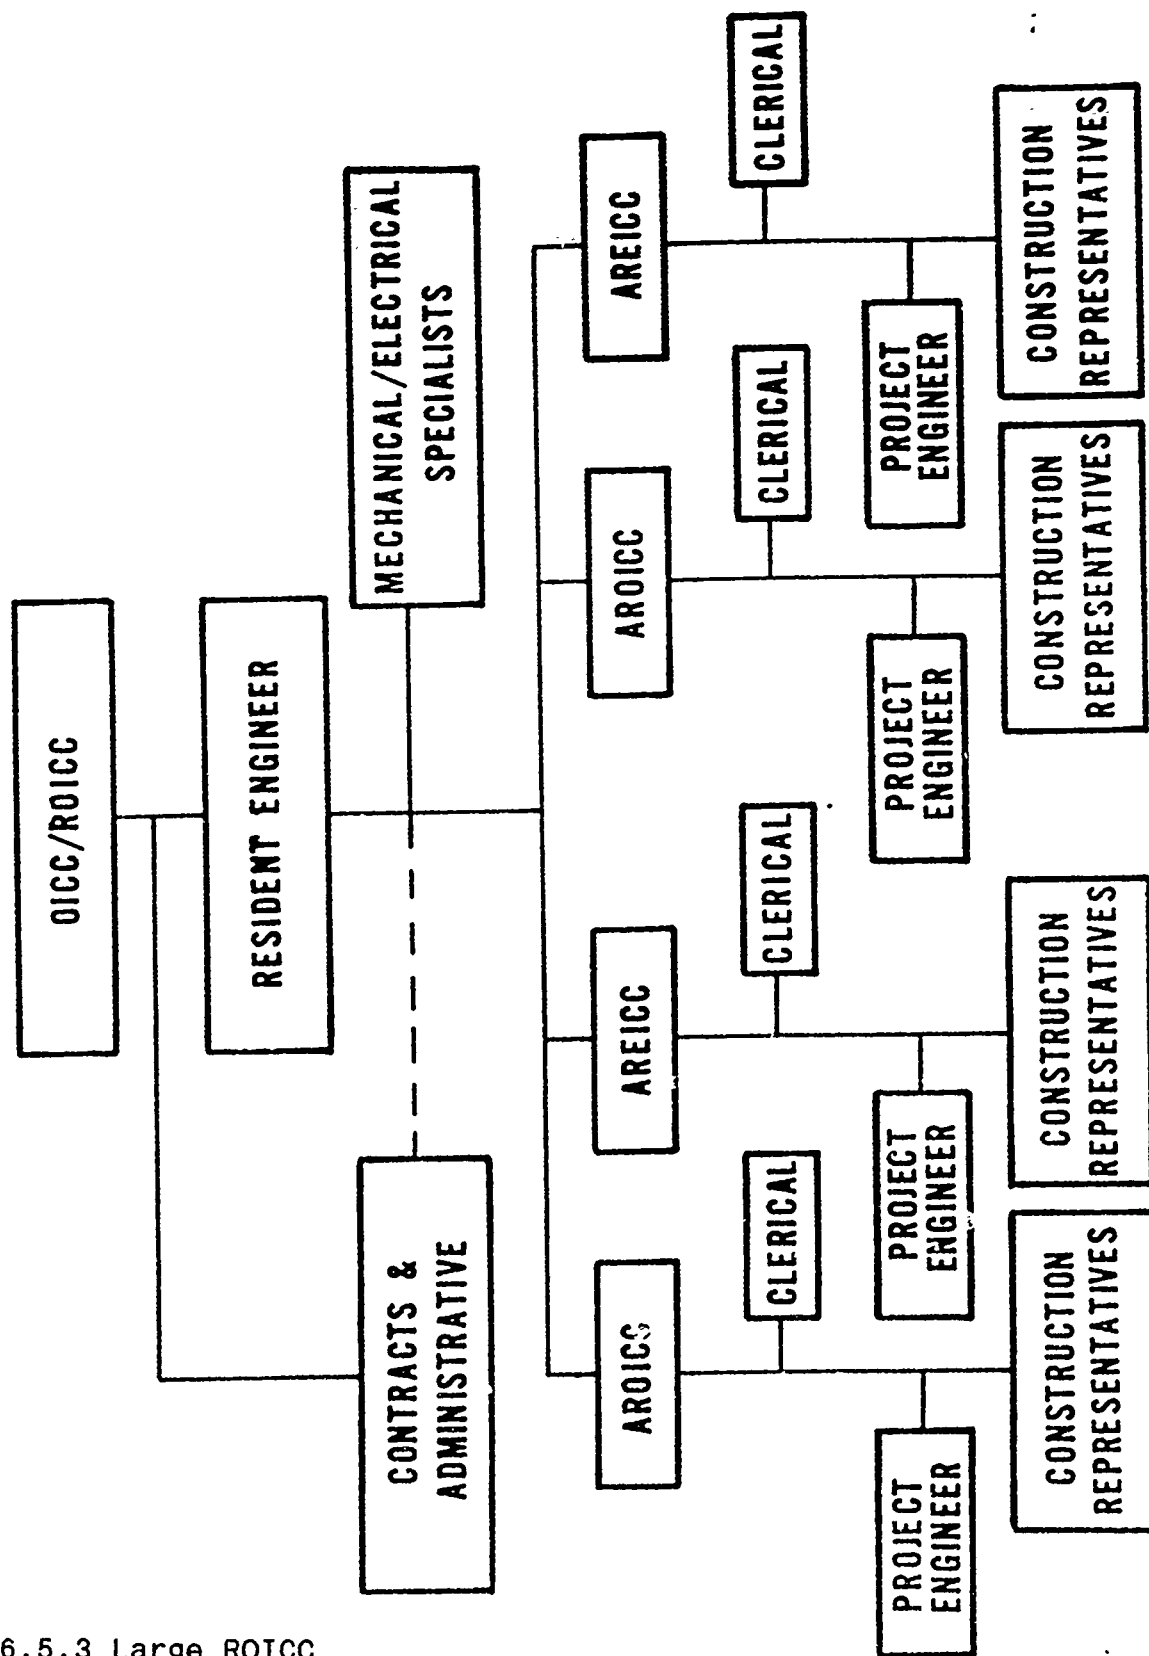 OICC/ROICC
RESIDENT ENGINEER
CONTRACTS &
ADMINISTRATIVE
MECHANICAL/ELECTRICAL
SPECIALISTS
AROICC
AREICC
AROICC
AREICC
CLERICAL
CLERICAL
CLERICAL
CLERICAL
PROJECT
ENGINEER
PROJECT
ENGINEER
PROJECT
ENGINEER
PROJECT
ENGINEER
CONSTRUCTION
REPRESENTATIVES
CONSTRUCTION
REPRESENTATIVES
CONSTRUCTION
REPRESENTATIVES
CONSTRUCTION
REPRESENTATIVES
6.5.3 Large ROICC